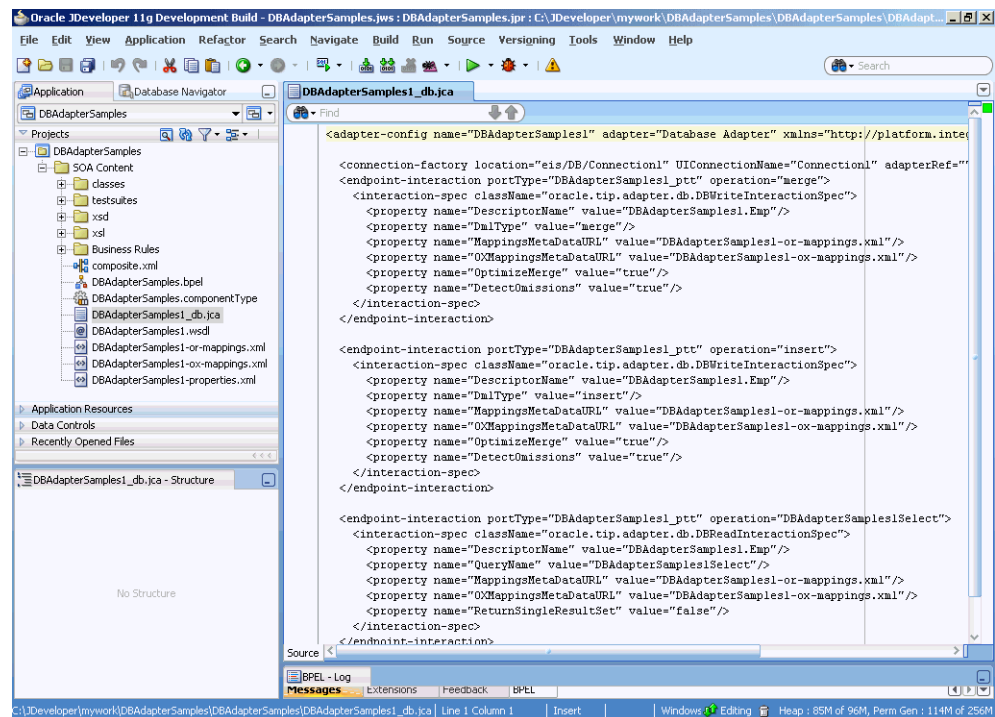 Oracle JDeveloper 11g Development Build - DBAdapterSamples.jws : DBAdapterSamples.jpr : C:\JDeveloper\mywork\DBAdapterSamples\DBAdapterSamples\DBAdapt...
File Edit View Application Refactor Search Navigate Build Run Source Versioning Tools Window Help
Search
Application
Database Navigator
DBAdapterSamples1_db.jca
DBAdapterSamples
Find
Projects
DBAdapterSamples
SOA Content
classes
testsuites
xsd
xsl
Business Rules
composite.xml
DBAdapterSamples.bpel
DBAdapterSamples.componentType
DBAdapterSamples1_db.jca
DBAdapterSamples1.wsdl
DBAdapterSamples1-or-mappings.xml
DBAdapterSamples1-ox-mappings.xml
DBAdapterSamples1-properties.xml
Application Resources
Data Controls
Recently Opened Files
DBAdapterSamples1_db.jca - Structure
No Structure
<adapter-config name="DBAdapterSamples1" adapter="Database Adapter" xmlns="http://platform.inte
<connection-factory location="eis/DB/Connection1" UIConnectionName="Connection1" adapterRef=""
<endpoint-interaction portType="DBAdapterSamples1_ptt" operation="merge">
<interaction-spec className="oracle.tip.adapter.db.DBWriteInteractionSpec">
<property name="DescriptorName" value="DBAdapterSamples1.Emp"/>
<property name="DmlType" value="merge"/>
<property name="MappingsMetaDataURL" value="DBAdapterSamples1-or-mappings.xml"/>
<property name="OXMappingsMetaDataURL" value="DBAdapterSamples1-ox-mappings.xml"/>
<property name="OptimizeMerge" value="true"/>
<property name="DetectOmissions" value="true"/>
</interaction-spec>
</endpoint-interaction>
<endpoint-interaction portType="DBAdapterSamples1_ptt" operation="insert">
<interaction-spec className="oracle.tip.adapter.db.DBWriteInteractionSpec">
<property name="DescriptorName" value="DBAdapterSamples1.Emp"/>
<property name="DmlType" value="insert"/>
<property name="MappingsMetaDataURL" value="DBAdapterSamples1-or-mappings.xml"/>
<property name="OXMappingsMetaDataURL" value="DBAdapterSamples1-ox-mappings.xml"/>
<property name="OptimizeMerge" value="true"/>
<property name="DetectOmissions" value="true"/>
</interaction-spec>
</endpoint-interaction>
<endpoint-interaction portType="DBAdapterSamples1_ptt" operation="DBAdapterSamples1Select">
<interaction-spec className="oracle.tip.adapter.db.DBReadInteractionSpec">
<property name="DescriptorName" value="DBAdapterSamples1.Emp"/>
<property name="QueryName" value="DBAdapterSamples1Select"/>
<property name="MappingsMetaDataURL" value="DBAdapterSamples1-or-mappings.xml"/>
<property name="OXMappingsMetaDataURL" value="DBAdapterSamples1-ox-mappings.xml"/>
<property name="ReturnSingleResultSet" value="false"/>
</interaction-spec>
</endpoint-interaction>
Source
BPEL - Log
Messages Extensions Feedback BPEL
C:\JDeveloper\mywork\DBAdapterSamples\DBAdapterSamples\DBAdapterSamples1_db.jca Line 1 Column 1 Insert Windows Editing Heap : 85M of 96M, Perm Gen : 114M of 256M